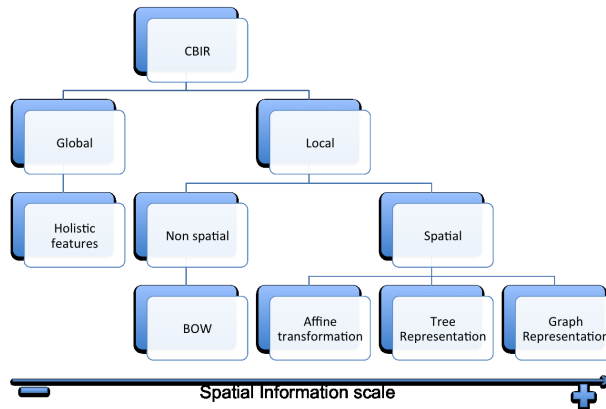 CBIR
Global
Local
Holistic
features
Non spatial
Spatial
BOW
Affine
transformation
Tree
Representation
Graph
Representation
Spatial Information scale